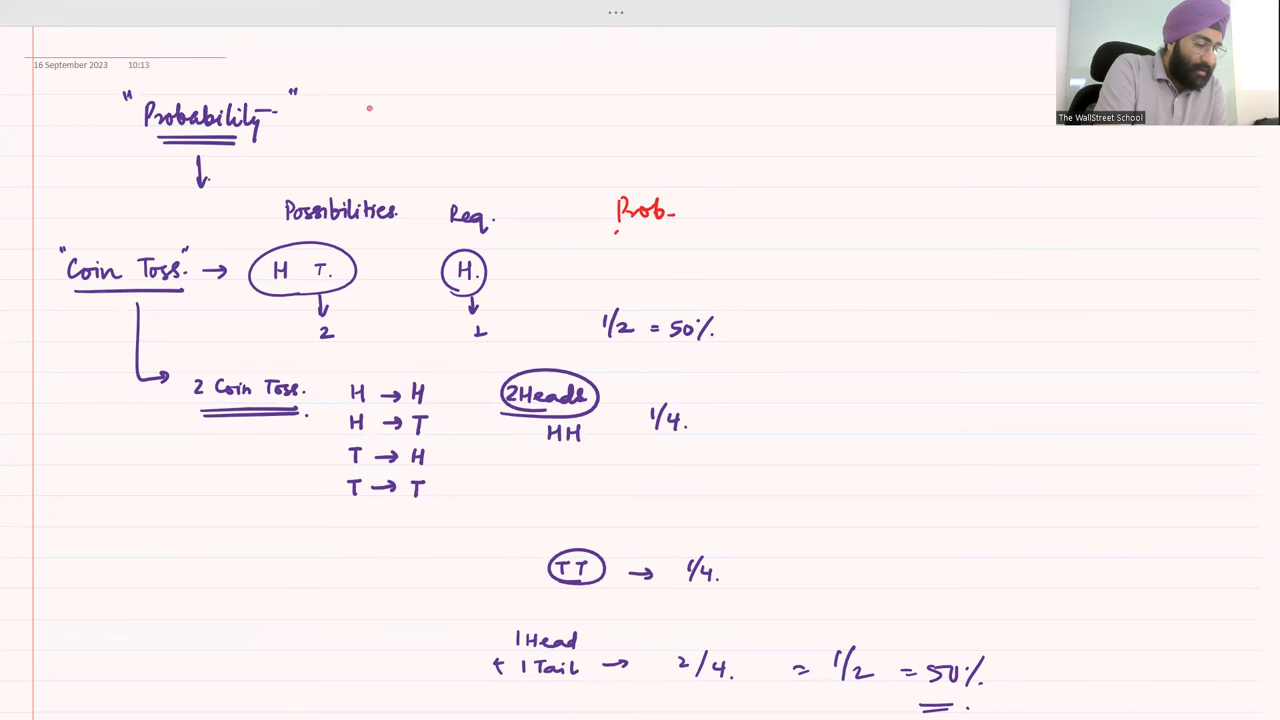 ...
16 September 2023 10:13
The WallStreet School
" Probability "
Possibilities. Req. Prob-
"Coin Toss." → H T. H.
2 1
1/2 = 50%
2 Coin Toss. H → H 2Heads
H → T HH 1/4.
T → H
T → T
TT → 1/4.
1 Head
+ 1 Tail → 2/4. = 1/2 = 50%.